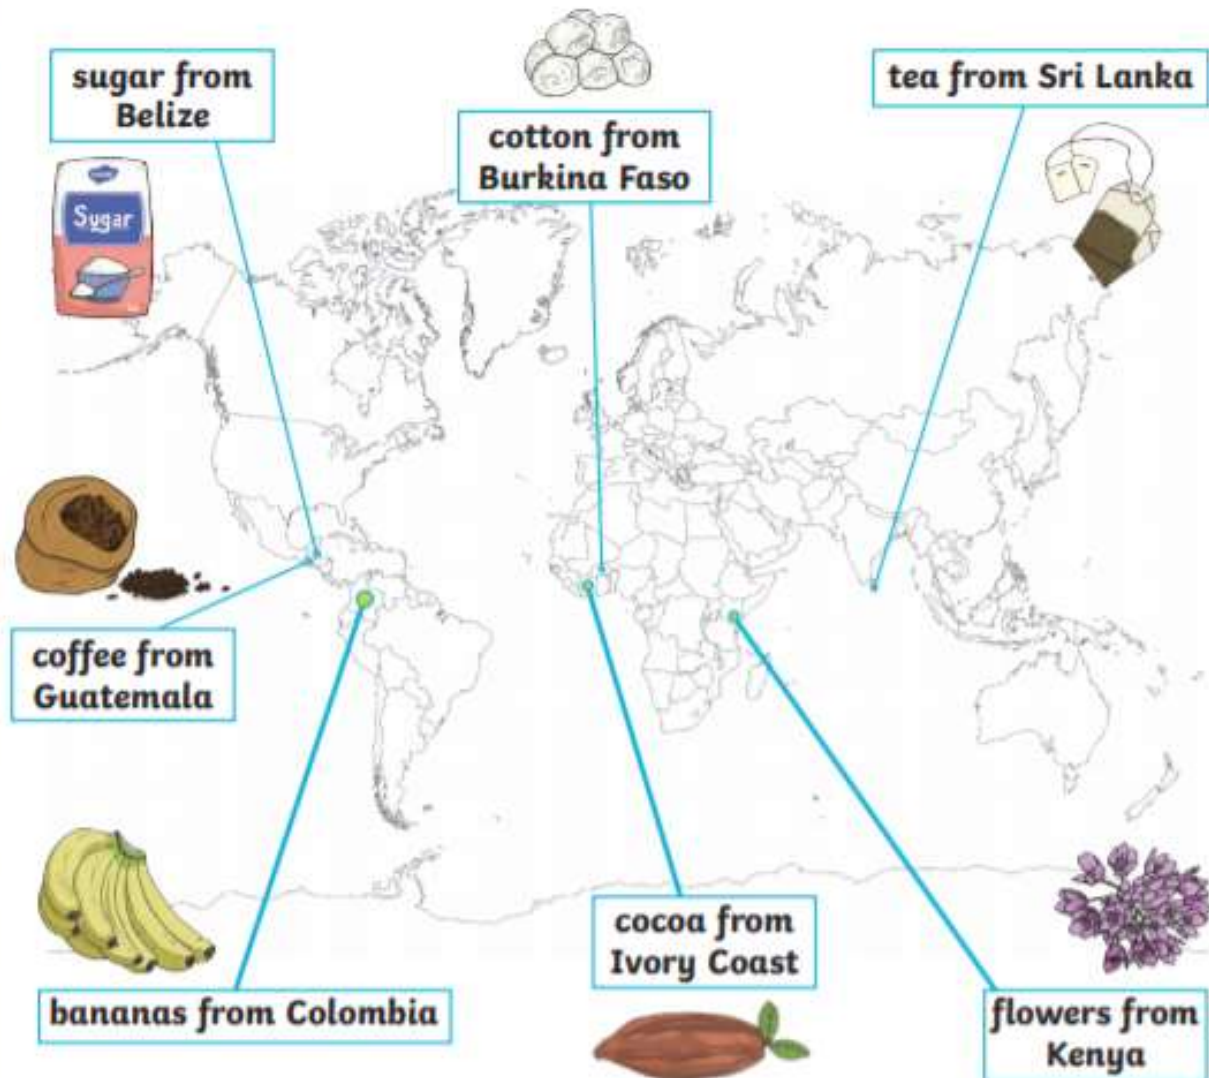 sugar from
Belize
cotton from
Burkina Faso
tea from Sri Lanka
Sugar
coffee from
Guatemala
bananas from Colombia
cocoa from
Ivory Coast
flowers from
Kenya